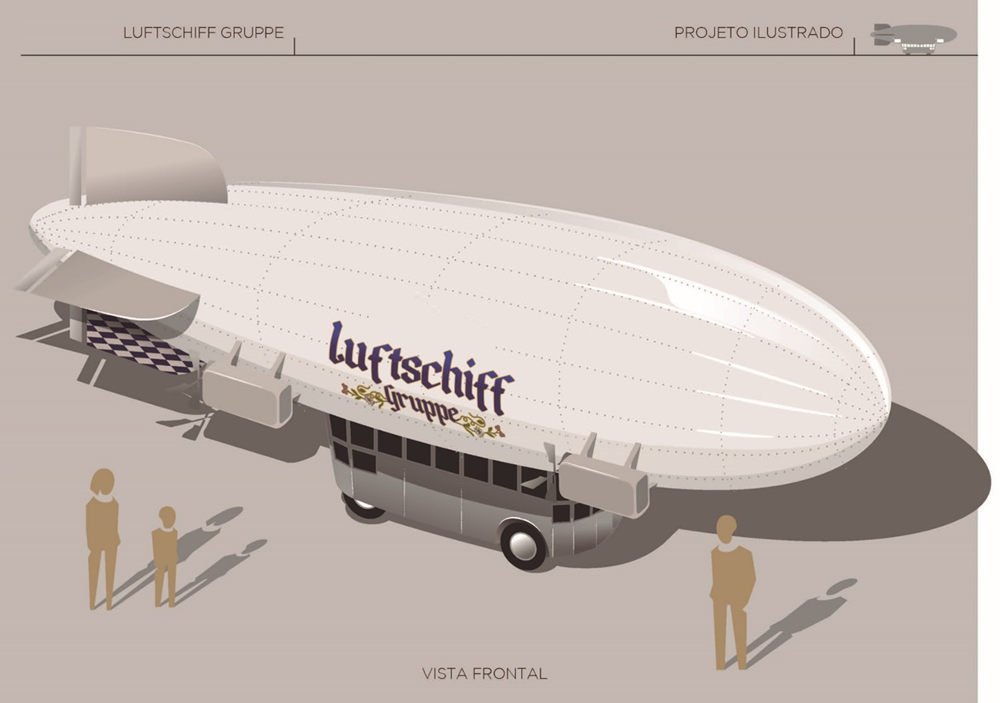 LUFTSCHIFF GRUPPE
PROJETO ILUSTRADO
luftschiff
Gruppe
VISTA FRONTAL